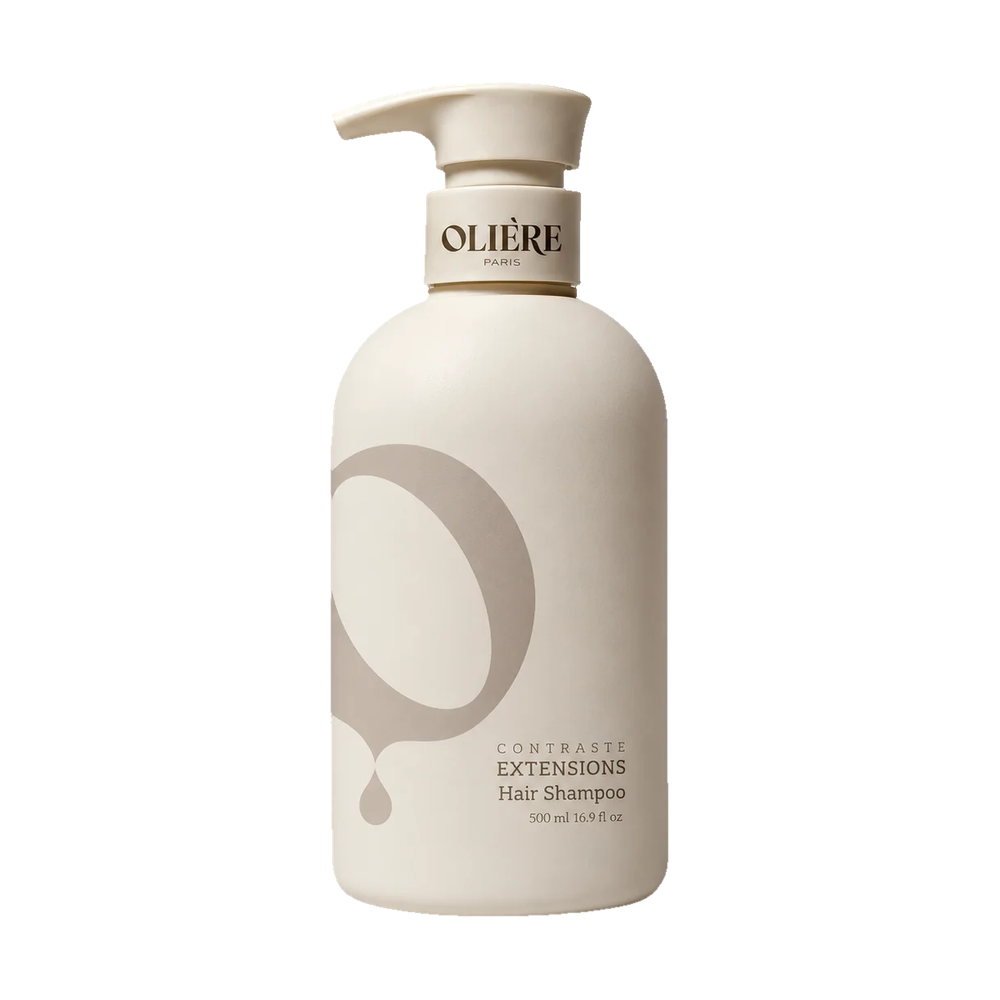 OLIÈRE
PARIS
CONTRASTE
EXTENSIONS
Hair Shampoo
500 ml 16.9 fl oz